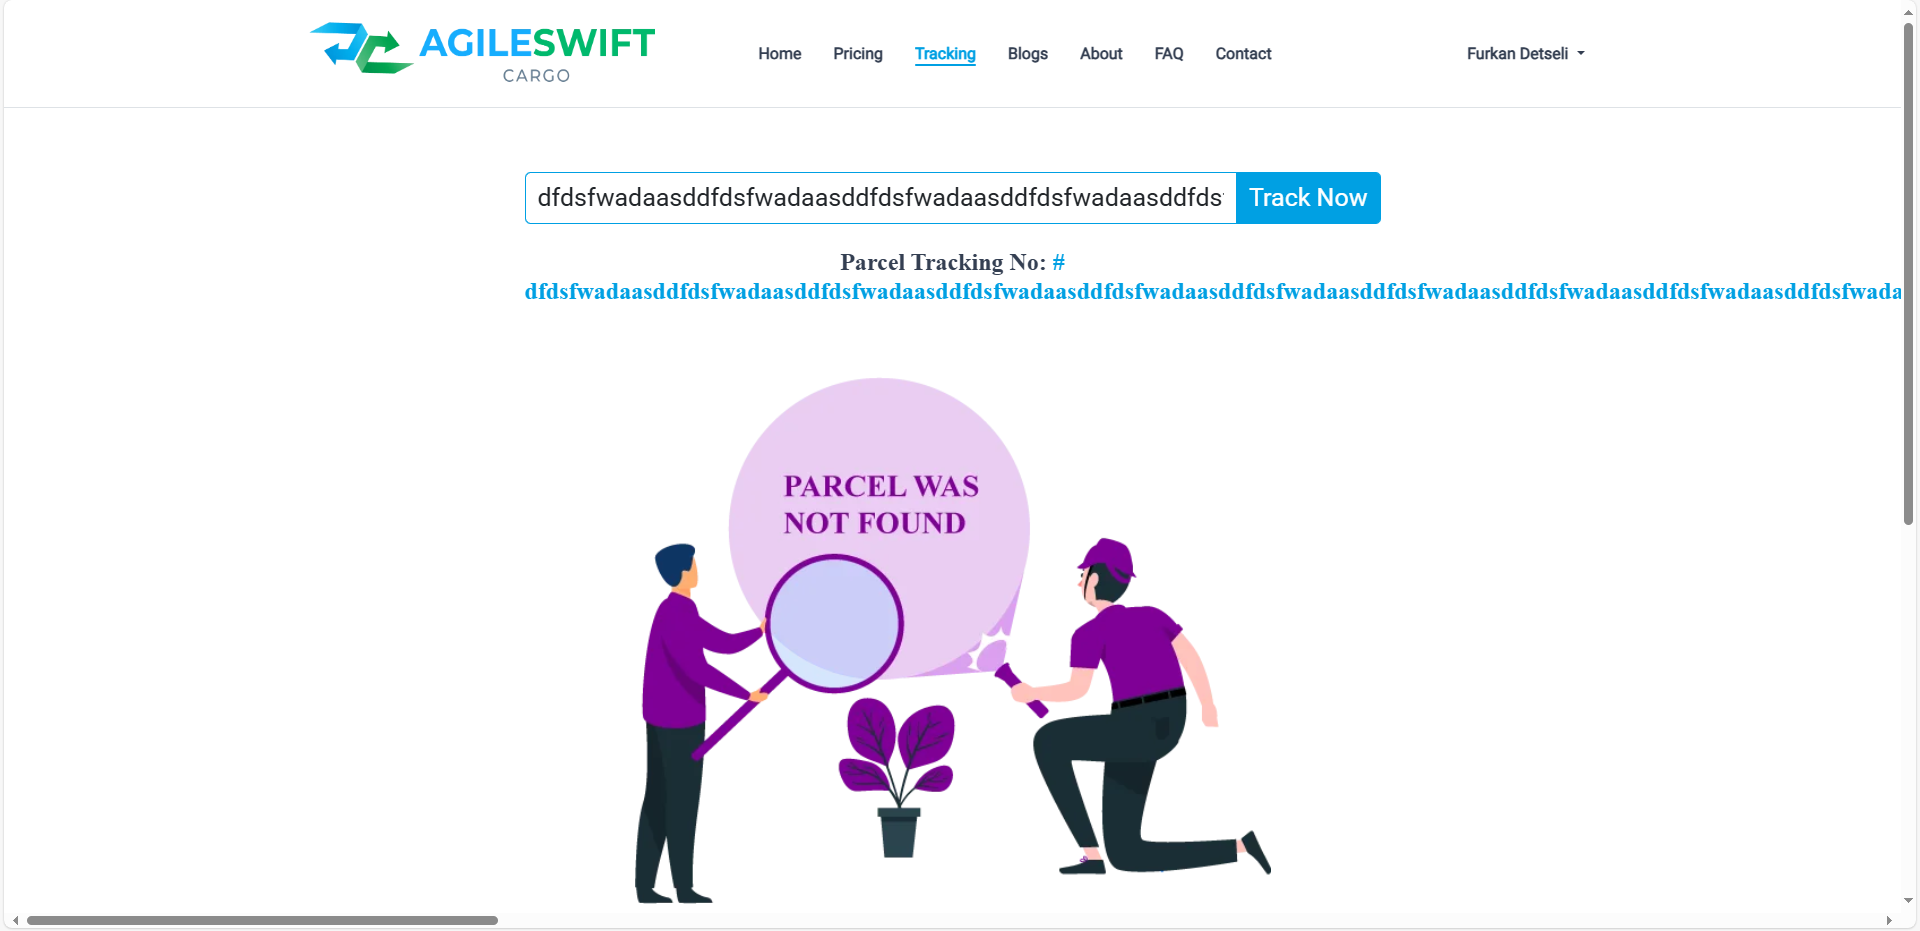 AGILESWIFT
CARGO
Home Pricing Tracking Blogs About FAQ Contact Furkan Detseli
dfdsfwadaasddfdsfwadaasddfdsfwadaasddfdsfwadaasddfds Track Now
Parcel Tracking No: #
dfdsfwadaasddfdsfwadaasddfdsfwadaasddfdsfwadaasddfdsfwadaasddfdsfwadaasddfdsfwadaasddfdsfwadaasddfdsfwadaasddfdsfwada
PARCEL WAS
NOT FOUND